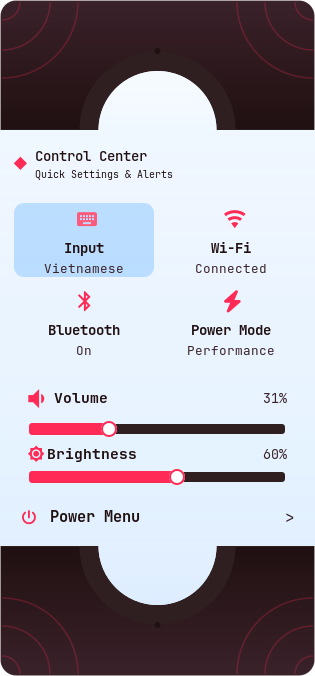 Control Center
Quick Settings & Alerts
Input
Vietnamese
Wi-Fi
Connected
Bluetooth
On
Power Mode
Performance
Volume 31%
Brightness 60%
Power Menu >